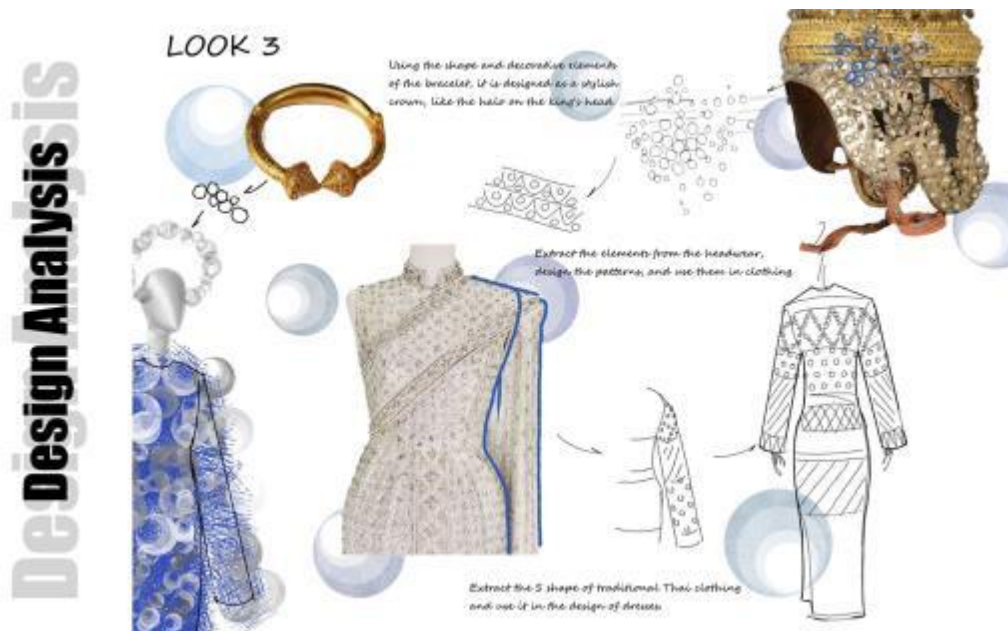 Design Analysis
LOOK 3
Using the shape and decorative elements
of the bracelet, it is designed as a stylish
crown, like the halo on the king's head.
Extract the elements from the headwear,
design the patterns, and use them in clothing
Extract the S shape of traditional Thai clothing
and use it in the design of dresses